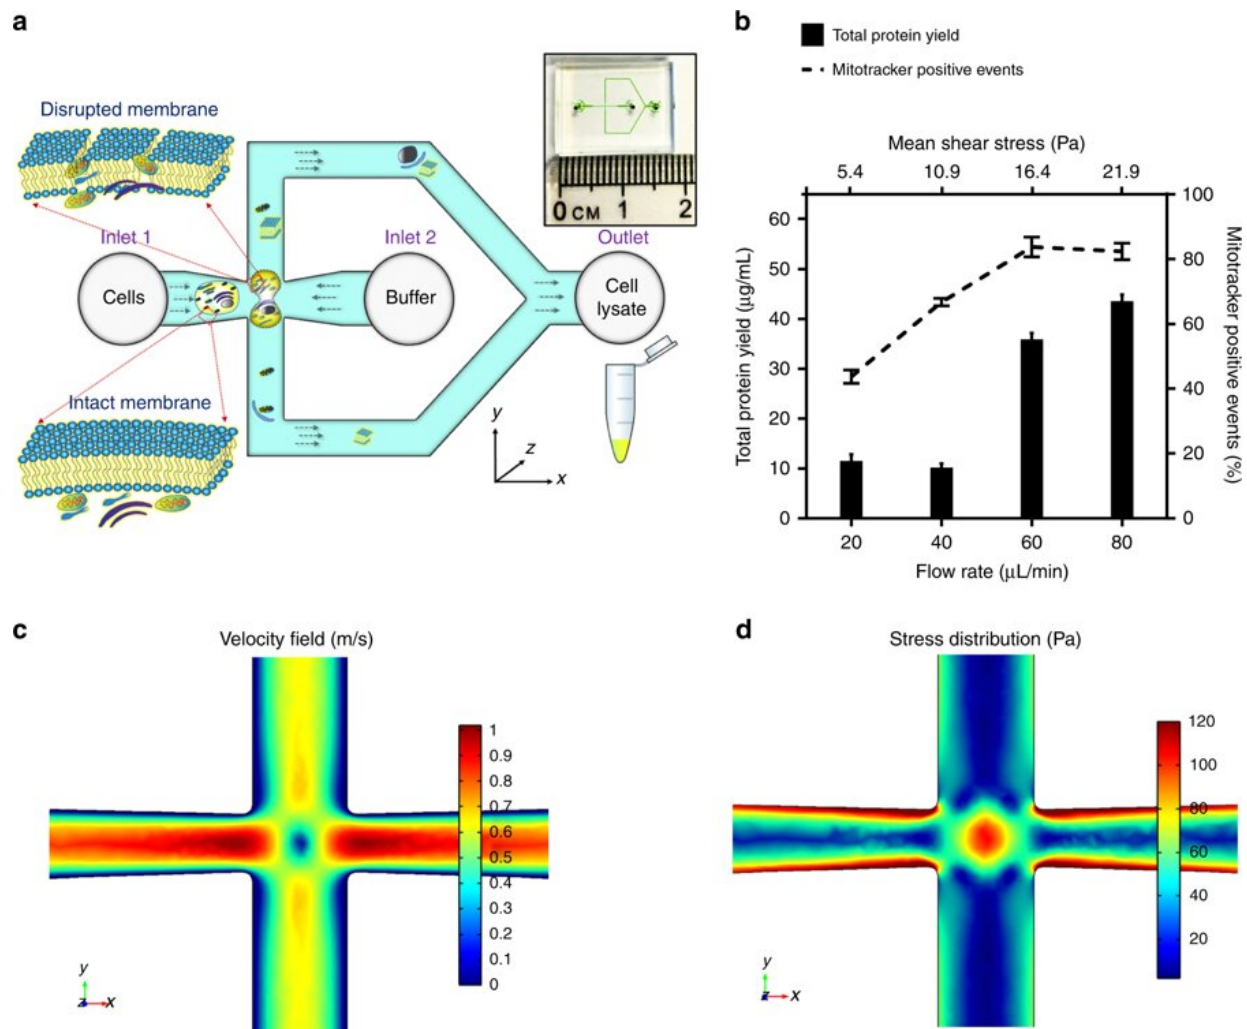 a
Disrupted membrane
Inlet 1
Inlet 2
Outlet
Cells
Buffer
Cell
lysate
Intact membrane
0 CM 1 2
y
z
x
b
Total protein yield
Mitotracker positive events
Mean shear stress (Pa)
5.4 10.9 16.4 21.9
Total protein yield (µg/mL)
60
50
40
30
20
10
0
100
80
60
40
20
0
Mitotracker positive
events (%)
20 40 60 80
Flow rate (µL/min)
c
Velocity field (m/s)
1
0.9
0.8
0.7
0.6
0.5
0.4
0.3
0.2
0.1
0
y
z x
d
Stress distribution (Pa)
120
100
80
60
40
20
y
z x